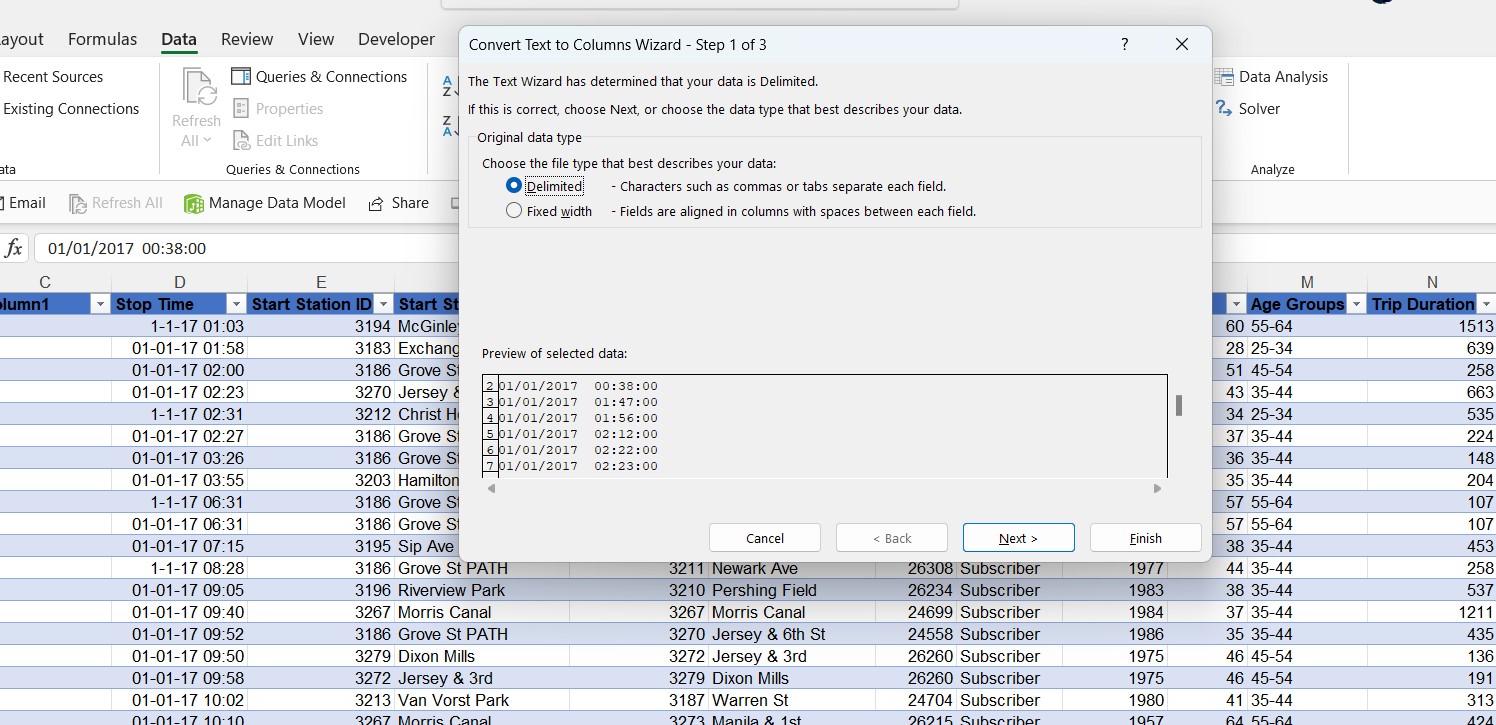 ayout Formulas Data Review View Developer
Recent Sources
Existing Connections
ata
Refresh All
Queries & Connections
Properties
Edit Links
Queries & Connections
A Z
Z A
Data Analysis
Solver
Analyze
Email Refresh All Manage Data Model Share
fx 01/01/2017 00:38:00
Convert Text to Columns Wizard - Step 1 of 3 ?
The Text Wizard has determined that your data is Delimited.
If this is correct, choose Next, or choose the data type that best describes your data.
Original data type
Choose the file type that best describes your data:
Delimited - Characters such as commas or tabs separate each field.
Fixed width - Fields are aligned in columns with spaces between each field.
Preview of selected data:
2 01/01/2017 00:38:00
3 01/01/2017 01:47:00
4 01/01/2017 01:56:00
5 01/01/2017 02:12:00
6 01/01/2017 02:22:00
7 01/01/2017 02:23:00
Cancel < Back Next > Finish
C D E M N
lumn1 Stop Time Start Station ID Start St Age Groups Trip Duration
1-1-17 01:03 3194 McGinley 60 55-64 1513
01-01-17 01:58 3183 Exchang 28 25-34 639
01-01-17 02:00 3186 Grove St 51 45-54 258
01-01-17 02:23 3270 Jersey & 43 35-44 663
1-1-17 02:31 3212 Christ H 34 25-34 535
01-01-17 02:27 3186 Grove St 37 35-44 224
01-01-17 03:26 3186 Grove St 36 35-44 148
01-01-17 03:55 3203 Hamilton 35 35-44 204
1-1-17 06:31 3186 Grove St 57 55-64 107
01-01-17 06:31 3186 Grove St 57 55-64 107
01-01-17 07:15 3195 Sip Ave 38 35-44 453
1-1-17 08:28 3186 Grove St PATH 3211 Newark Ave 26308 Subscriber 1977 44 35-44 258
01-01-17 09:05 3196 Riverview Park 3210 Pershing Field 26234 Subscriber 1983 38 35-44 537
01-01-17 09:40 3267 Morris Canal 3267 Morris Canal 24699 Subscriber 1984 37 35-44 1211
01-01-17 09:52 3186 Grove St PATH 3270 Jersey & 6th St 24558 Subscriber 1986 35 35-44 435
01-01-17 09:50 3279 Dixon Mills 3272 Jersey & 3rd 26260 Subscriber 1975 46 45-54 136
01-01-17 09:58 3272 Jersey & 3rd 3279 Dixon Mills 26260 Subscriber 1975 46 45-54 191
01-01-17 10:02 3213 Van Vorst Park 3187 Warren St 24704 Subscriber 1980 41 35-44 313
01-01-17 10:10 3267 Morris Canal 3273 Manila & 1st 26215 Subscriber 1957 64 55-64 424